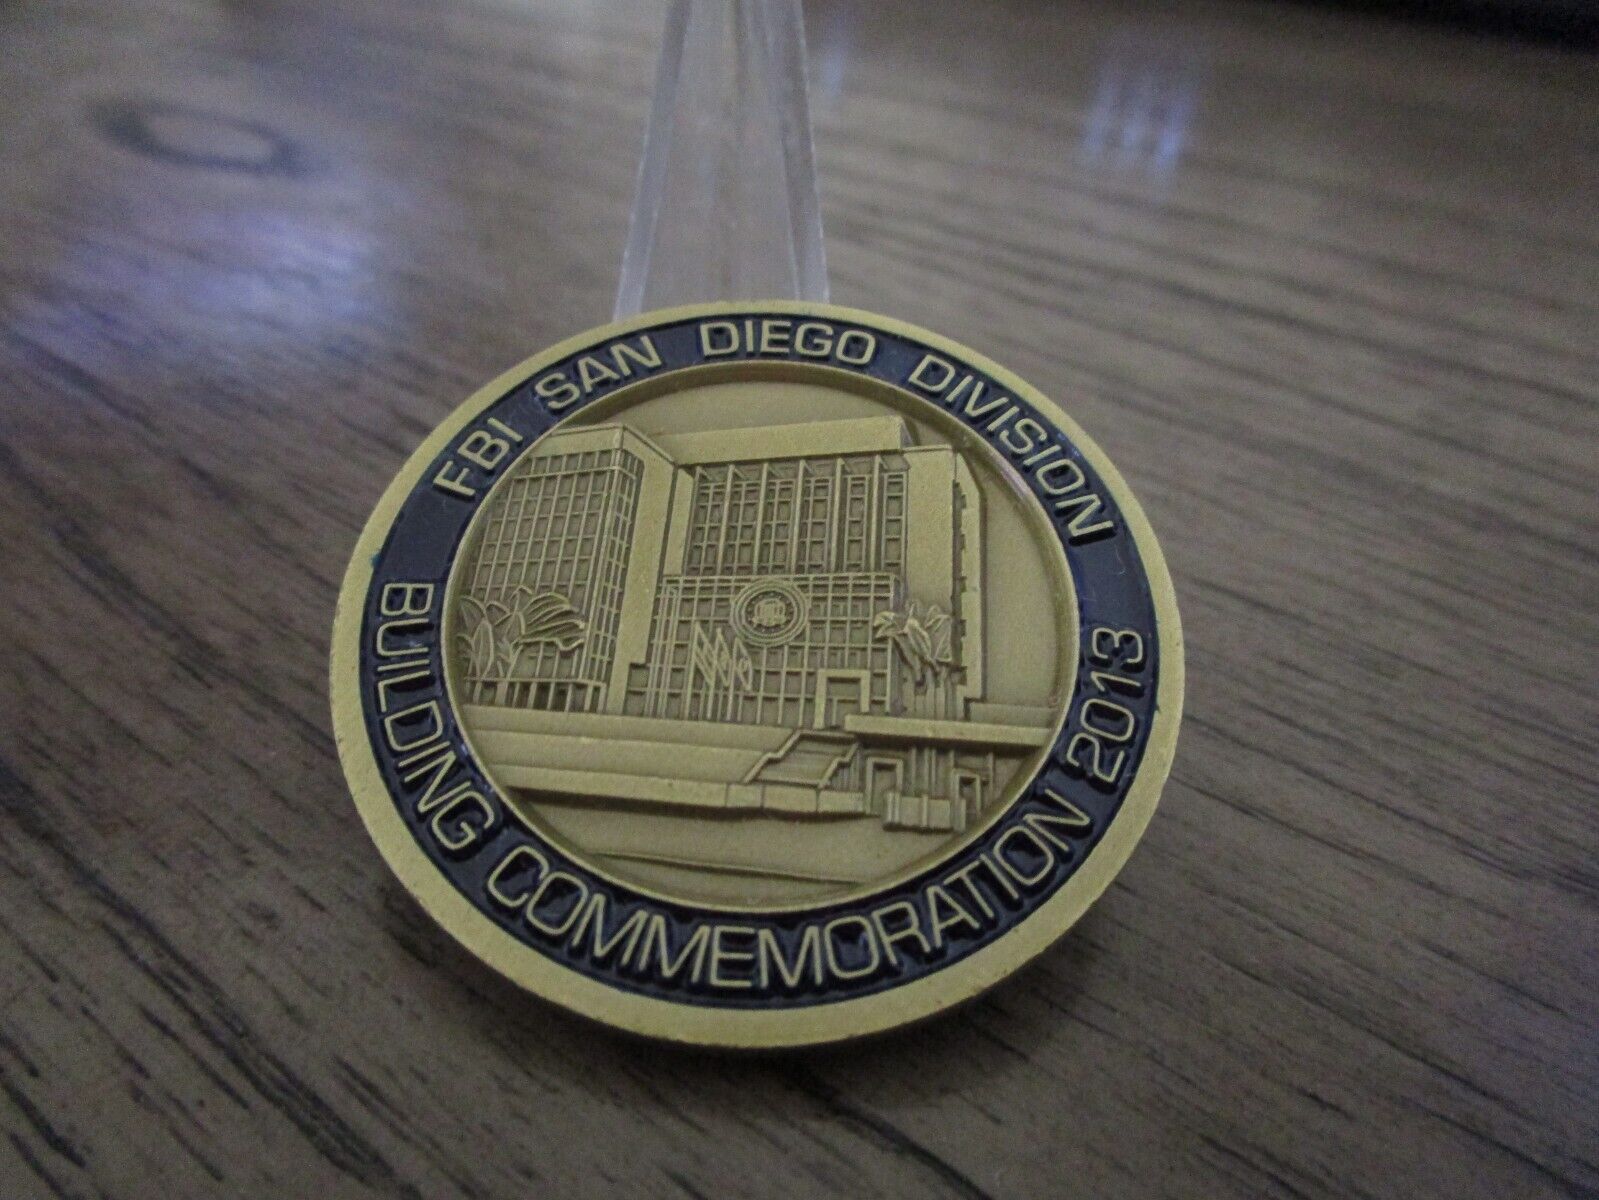 FBI SAN DIEGO DIVISION
BUILDING COMMEMORATION 2013